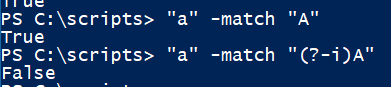 True
PS C:\scripts> "a" -match "A"
True
PS C:\scripts> "a" -match "(?-i)A"
False